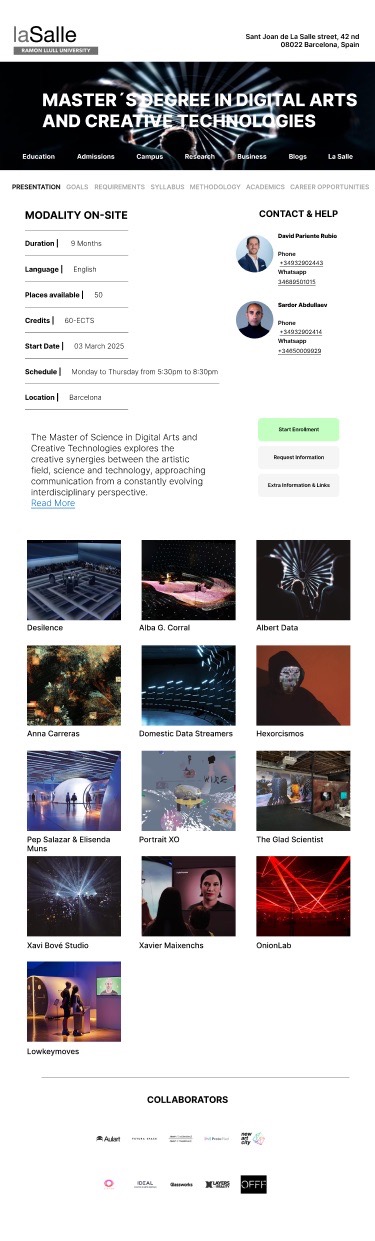 laSalle
RAMON LLULL UNIVERSITY
Sant Joan de La Salle street, 42 nd
08022 Barcelona, Spain
MASTER´S DEGREE IN DIGITAL ARTS
AND CREATIVE TECHNOLOGIES
Education Admissions Campus Research Business Blogs La Salle
PRESENTATION GOALS REQUIREMENTS SYLLABUS METHODOLOGY ACADEMICS CAREER OPPORTUNITIES
MODALITY ON-SITE
Duration | 9 Months
Language | English
Places available | 50
Credits | 60-ECTS
Start Date | 03 March 2025
Schedule | Monday to Thursday from 5:30pm to 8:30pm
Location | Barcelona
CONTACT & HELP
David Pariente Rubio
Phone
+34932902443
Whatsapp
34689501015
Sardor Abdullaev
Phone
+34932902414
Whatsapp
+34650009929
Start Enrollment
Request Information
Extra Information & Links
The Master of Science in Digital Arts and
Creative Technologies explores the
creative synergies between the artistic
field, science and technology, approaching
communication from a constantly evolving
interdisciplinary perspective.
Read More
Desilence
Alba G. Corral
Albert Data
Anna Carreras
Domestic Data Streamers
Hexorcismos
Pep Salazar & Elisenda
Muns
Portrait XO
The Glad Scientist
Xavi Bové Studio
Xavier Maixenchs
OnionLab
Lowkeymoves
COLLABORATORS
Aulart
new
art
city
IDEAL
Glassworks
LAYERS
OFFF